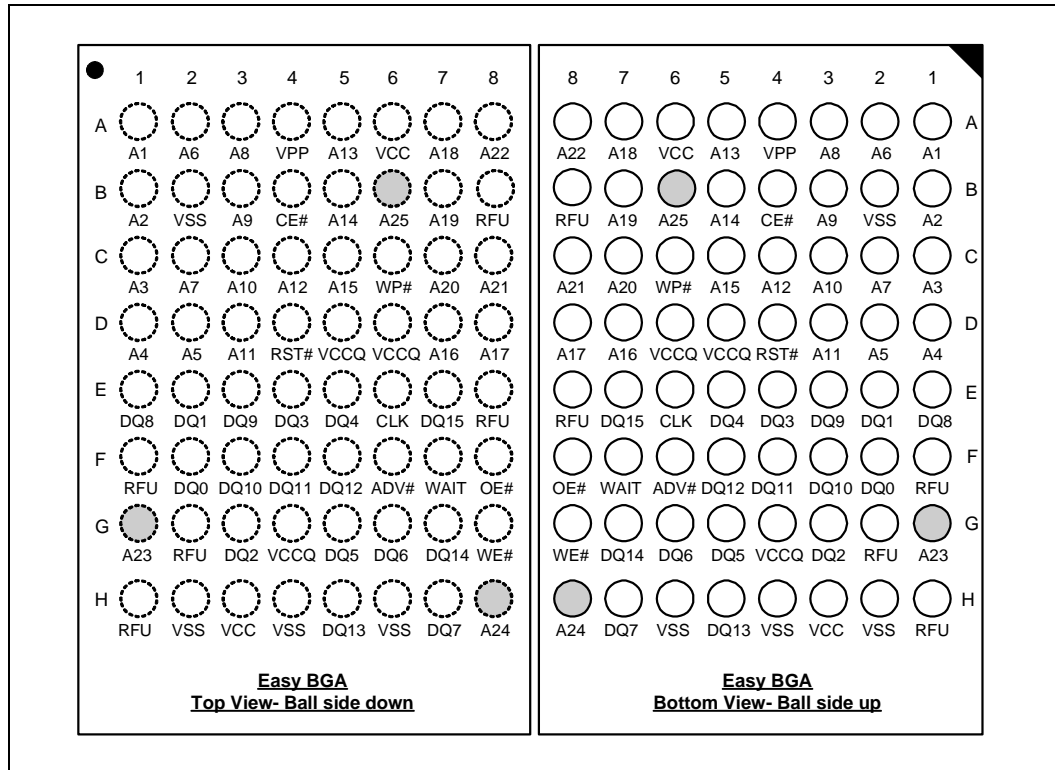 1 2 3 4 5 6 7 8
A
A1 A6 A8 VPP A13 VCC A18 A22
B
A2 VSS A9 CE# A14 A25 A19 RFU
C
A3 A7 A10 A12 A15 WP# A20 A21
D
A4 A5 A11 RST# VCCQ VCCQ A16 A17
E
DQ8 DQ1 DQ9 DQ3 DQ4 CLK DQ15 RFU
F
RFU DQ0 DQ10 DQ11 DQ12 ADV# WAIT OE#
G
A23 RFU DQ2 VCCQ DQ5 DQ6 DQ14 WE#
H
RFU VSS VCC VSS DQ13 VSS DQ7 A24
Easy BGA
Top View- Ball side down
8 7 6 5 4 3 2 1
A
A22 A18 VCC A13 VPP A8 A6 A1
B
RFU A19 A25 A14 CE# A9 VSS A2
C
A21 A20 WP# A15 A12 A10 A7 A3
D
A17 A16 VCCQ VCCQ RST# A11 A5 A4
E
RFU DQ15 CLK DQ4 DQ3 DQ9 DQ1 DQ8
F
OE# WAIT ADV# DQ12 DQ11 DQ10 DQ0 RFU
G
WE# DQ14 DQ6 DQ5 VCCQ DQ2 RFU A23
H
A24 DQ7 VSS DQ13 VSS VCC VSS RFU
Easy BGA
Bottom View- Ball side up